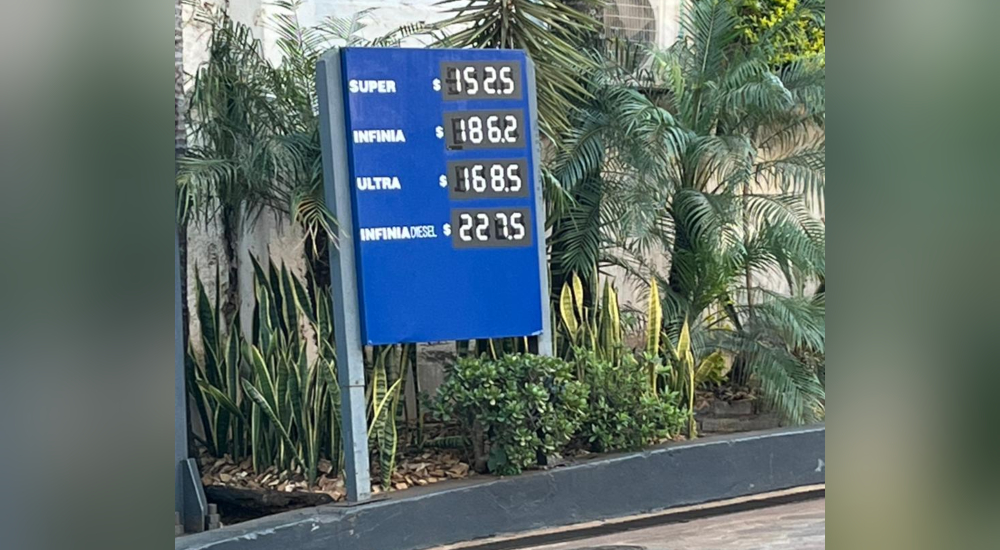 SUPER $ 152.5
INFINIA $ 186.2
ULTRA $ 168.5
INFINIA DIESEL $ 227.5